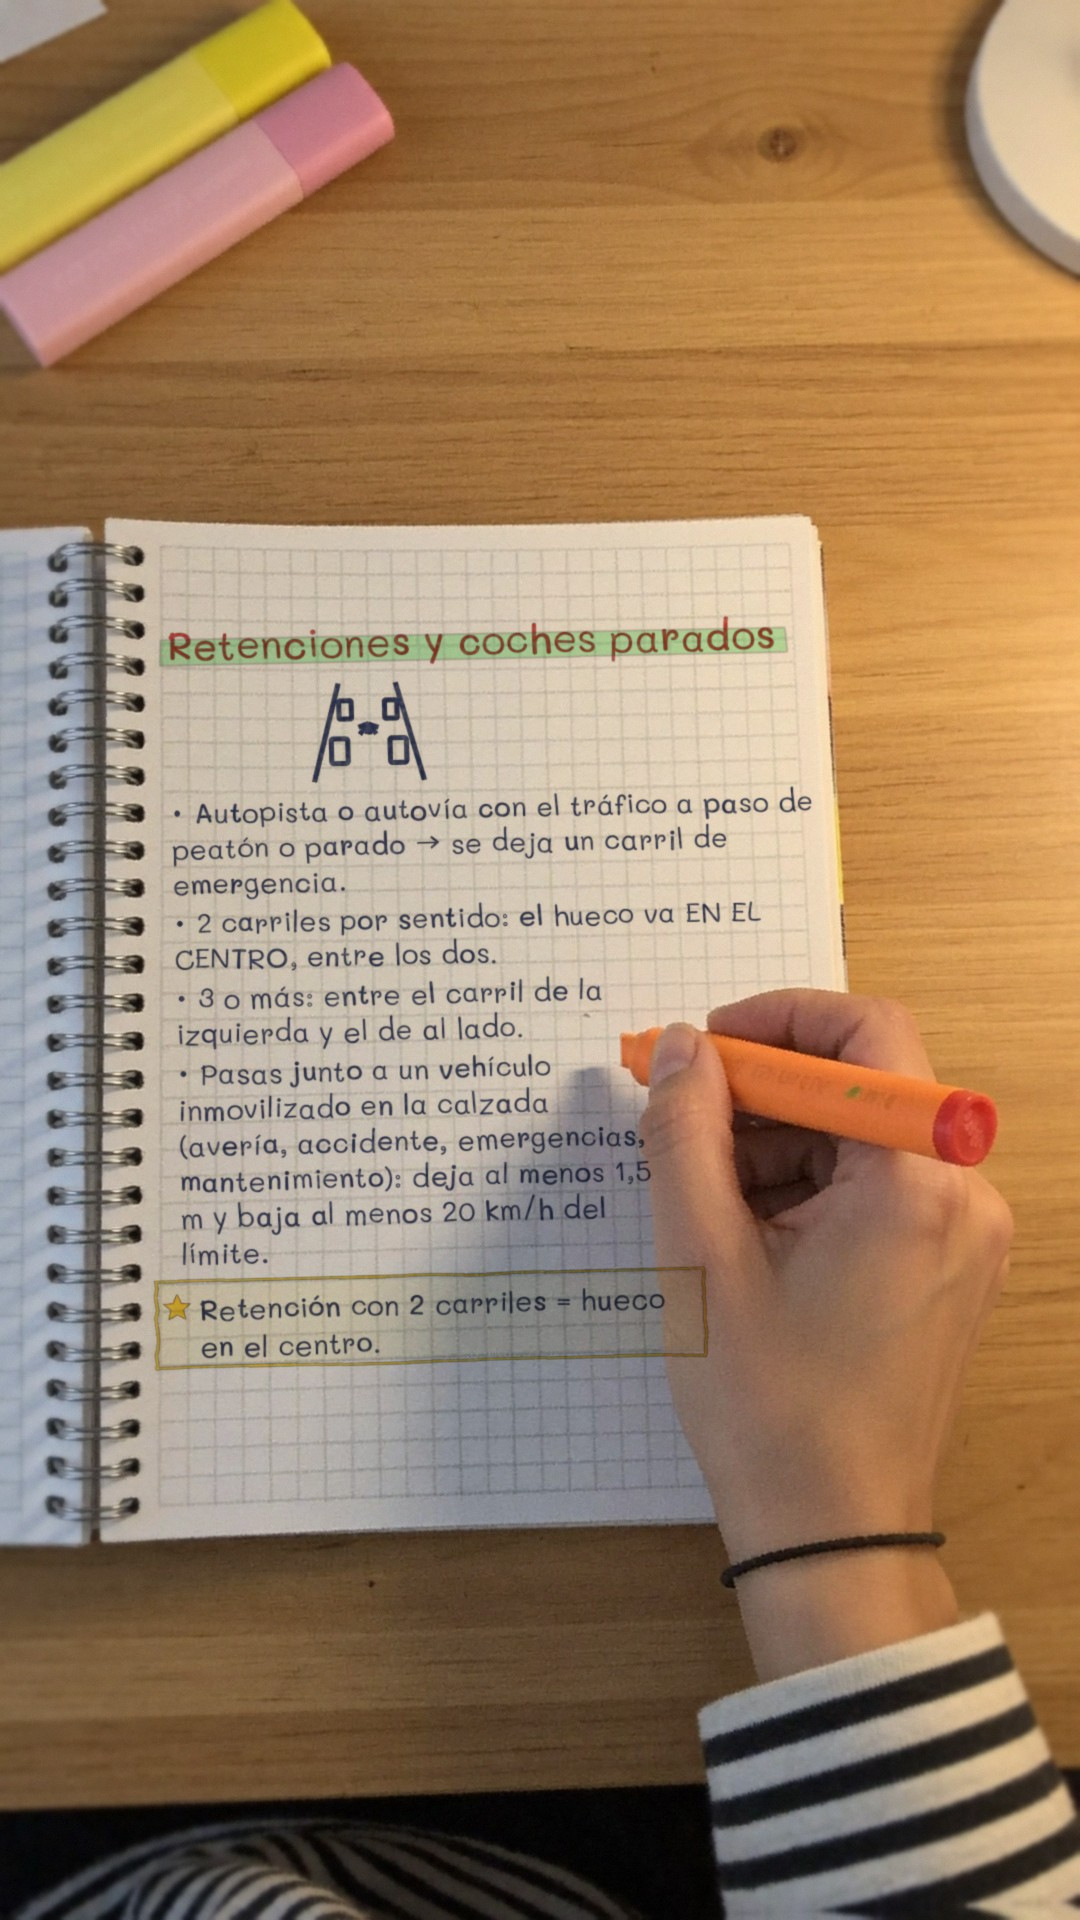 Retenciones y coches parados
• Autopista o autovía con el tráfico a paso de
peatón o parado → se deja un carril de
emergencia.
• 2 carriles por sentido: el hueco va EN EL
CENTRO, entre los dos.
• 3 o más: entre el carril de la
izquierda y el de al lado.
• Pasas junto a un vehículo
inmovilizado en la calzada
(avería, accidente, emergencias,
mantenimiento): deja al menos 1,5
m y baja al menos 20 km/h del
límite.
★ Retención con 2 carriles = hueco
en el centro.